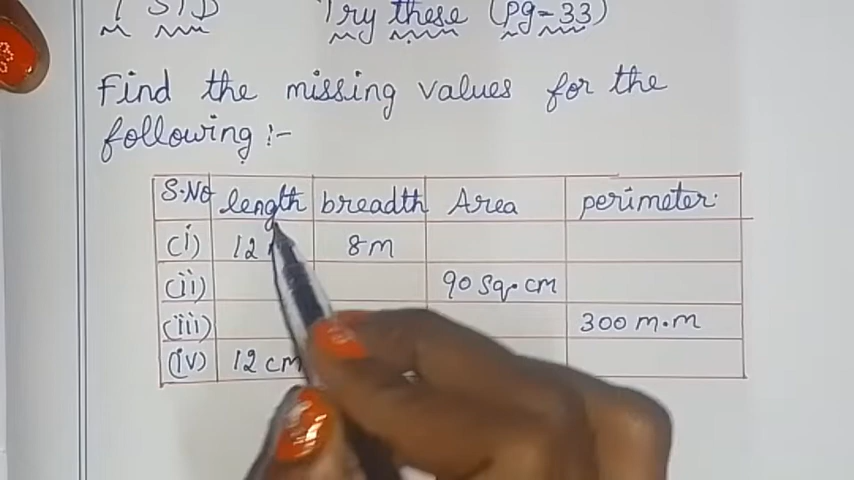 STD Try these (pg-33)
Find the missing values for the
following :-
S.No length breadth Area perimeter
(i) 12 8m
(ii) 90 sq.cm
(iii) 300 m.m
(iv) 12 cm